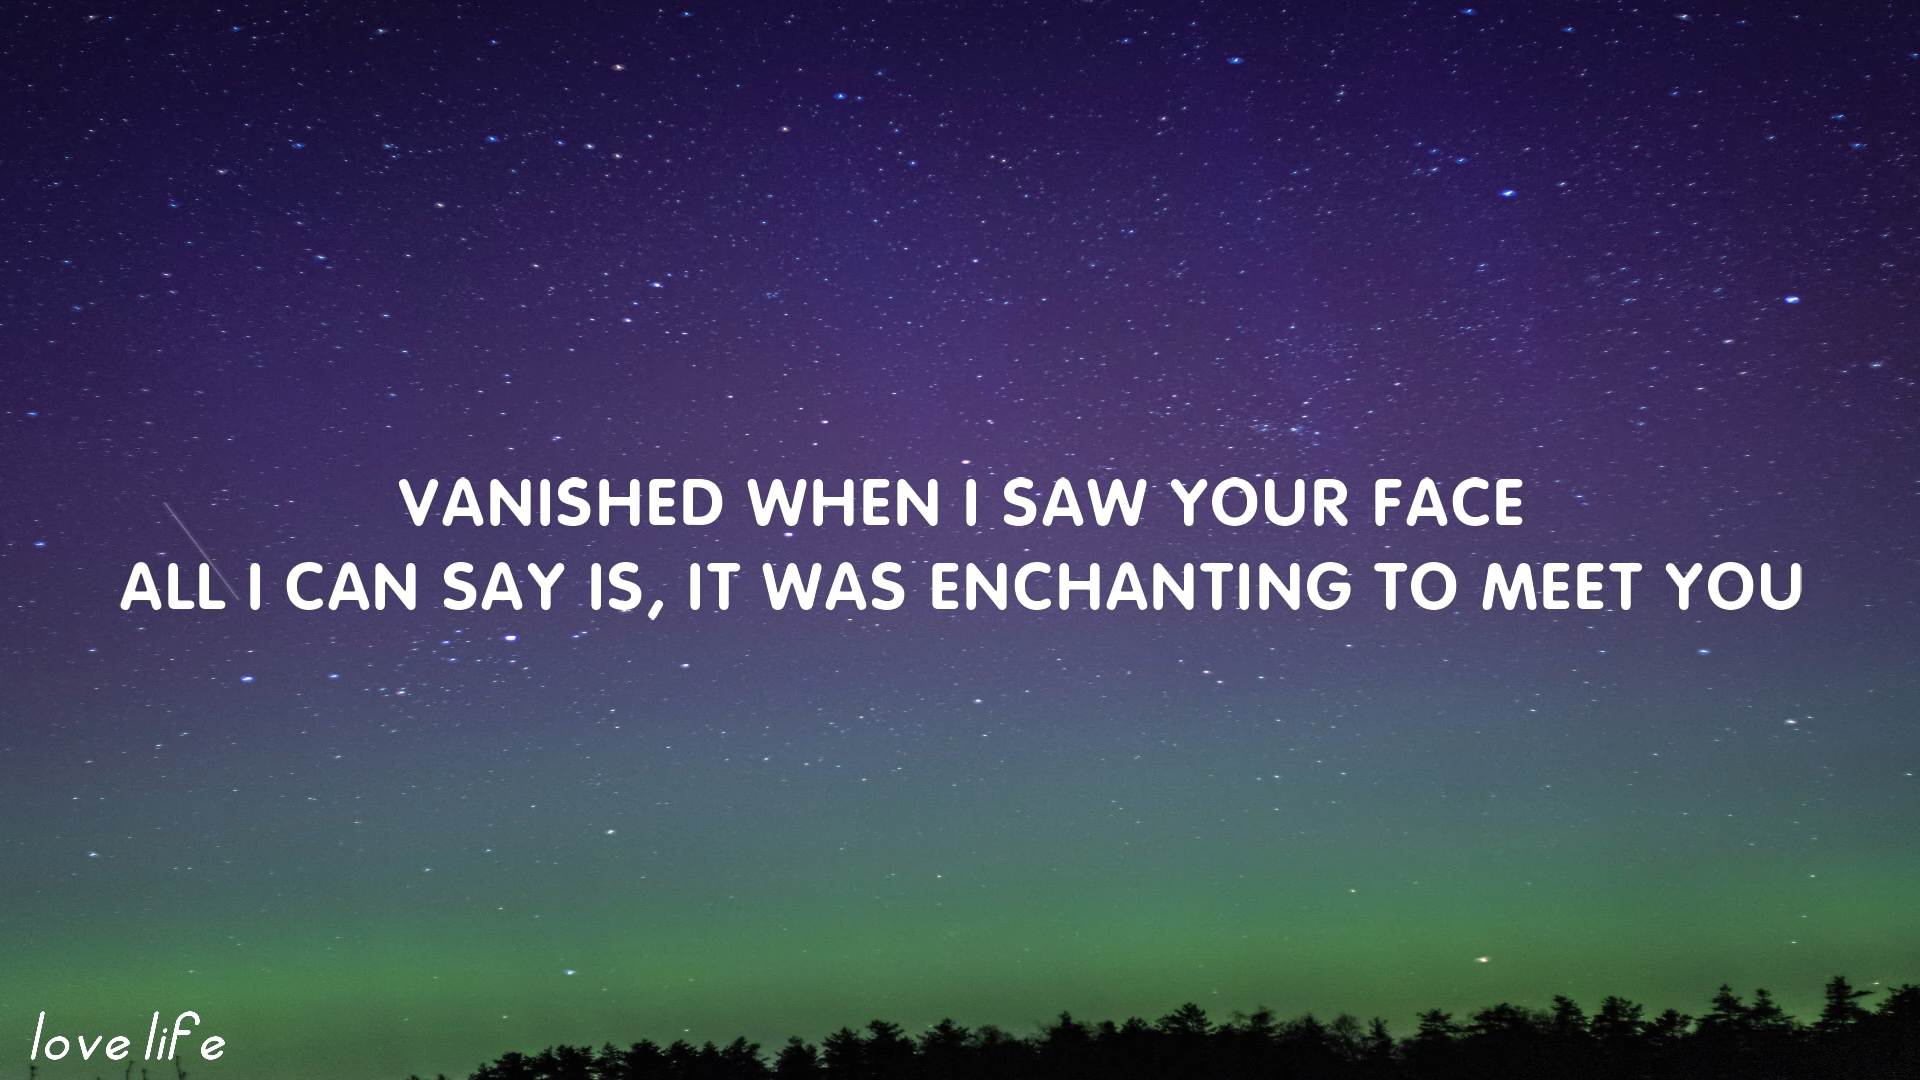 VANISHED WHEN I SAW YOUR FACE
ALL I CAN SAY IS, IT WAS ENCHANTING TO MEET YOU
love life